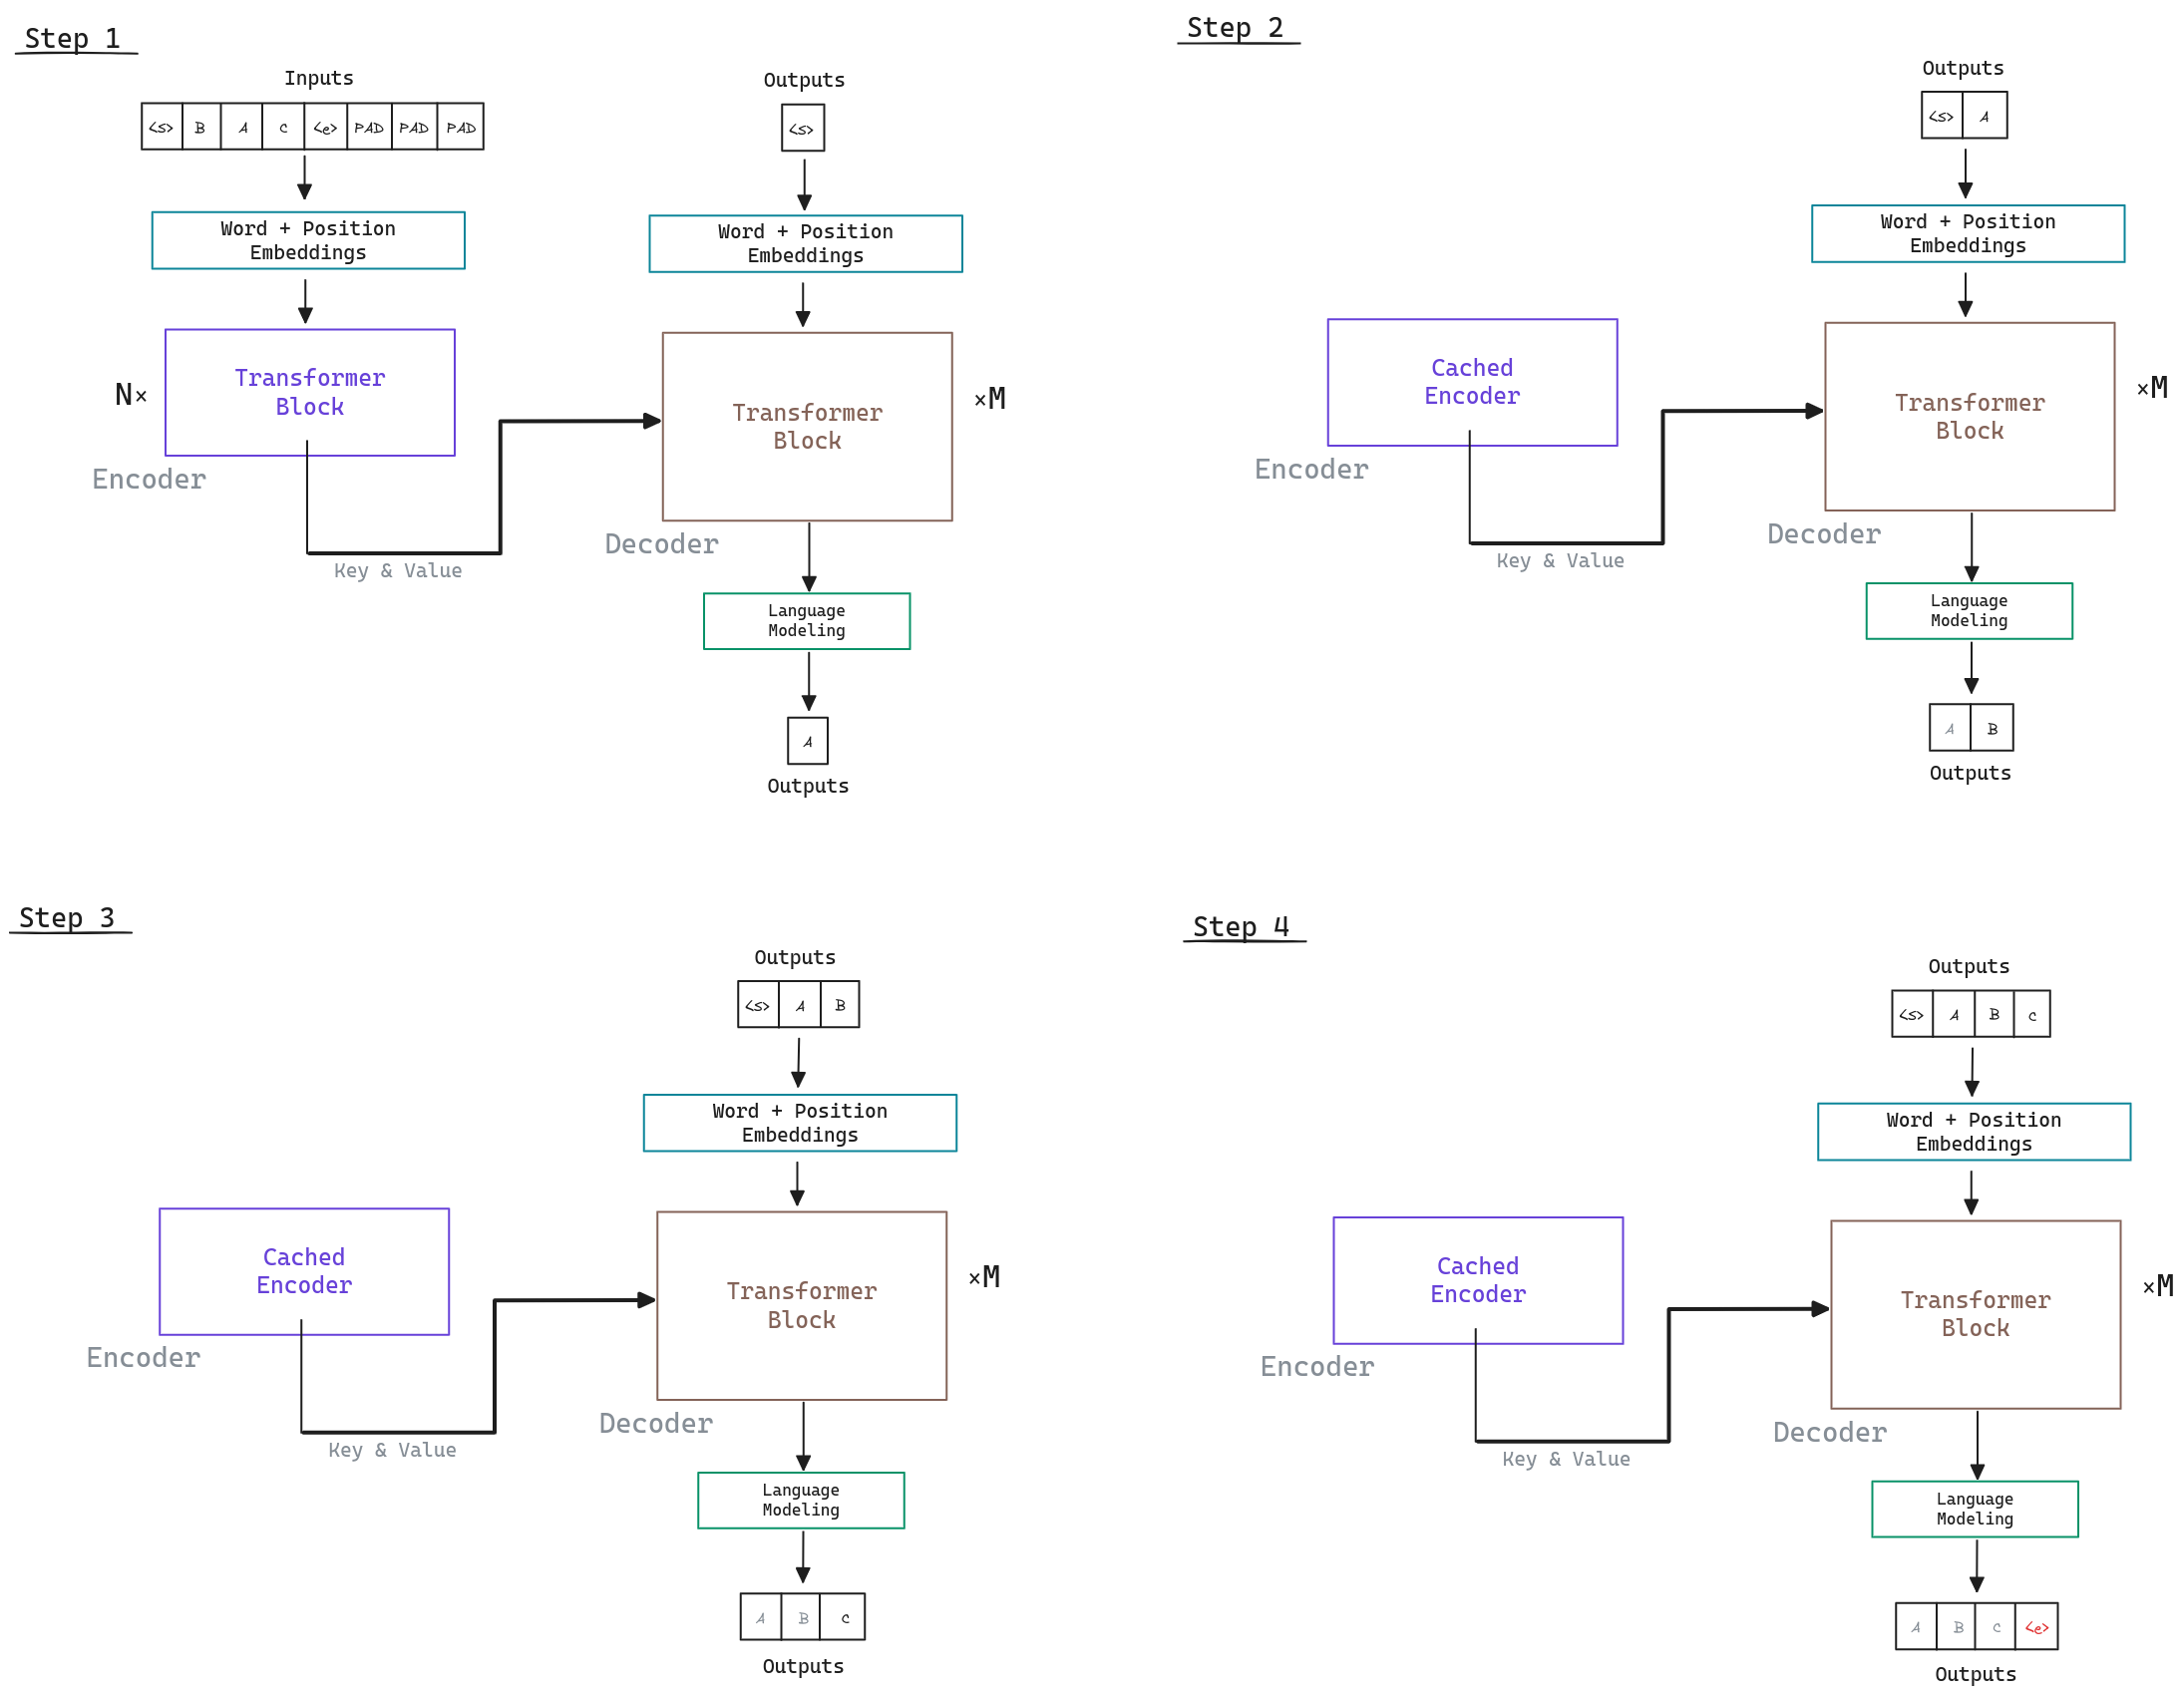 Step 1
Inputs
<s> B A C <e> PAD PAD PAD
Word + Position
Embeddings
N×
Transformer
Block
Encoder
Key & Value
Outputs
<s>
Word + Position
Embeddings
Transformer
Block
×M
Decoder
Language
Modeling
A
Outputs
Step 2
Outputs
<s> A
Word + Position
Embeddings
Cached
Encoder
Encoder
Key & Value
Transformer
Block
×M
Decoder
Language
Modeling
A B
Outputs
Step 3
Outputs
<s> A B
Word + Position
Embeddings
Cached
Encoder
Encoder
Key & Value
Transformer
Block
×M
Decoder
Language
Modeling
A B C
Outputs
Step 4
Outputs
<s> A B C
Word + Position
Embeddings
Cached
Encoder
Encoder
Key & Value
Transformer
Block
×M
Decoder
Language
Modeling
A B C <e>
Outputs